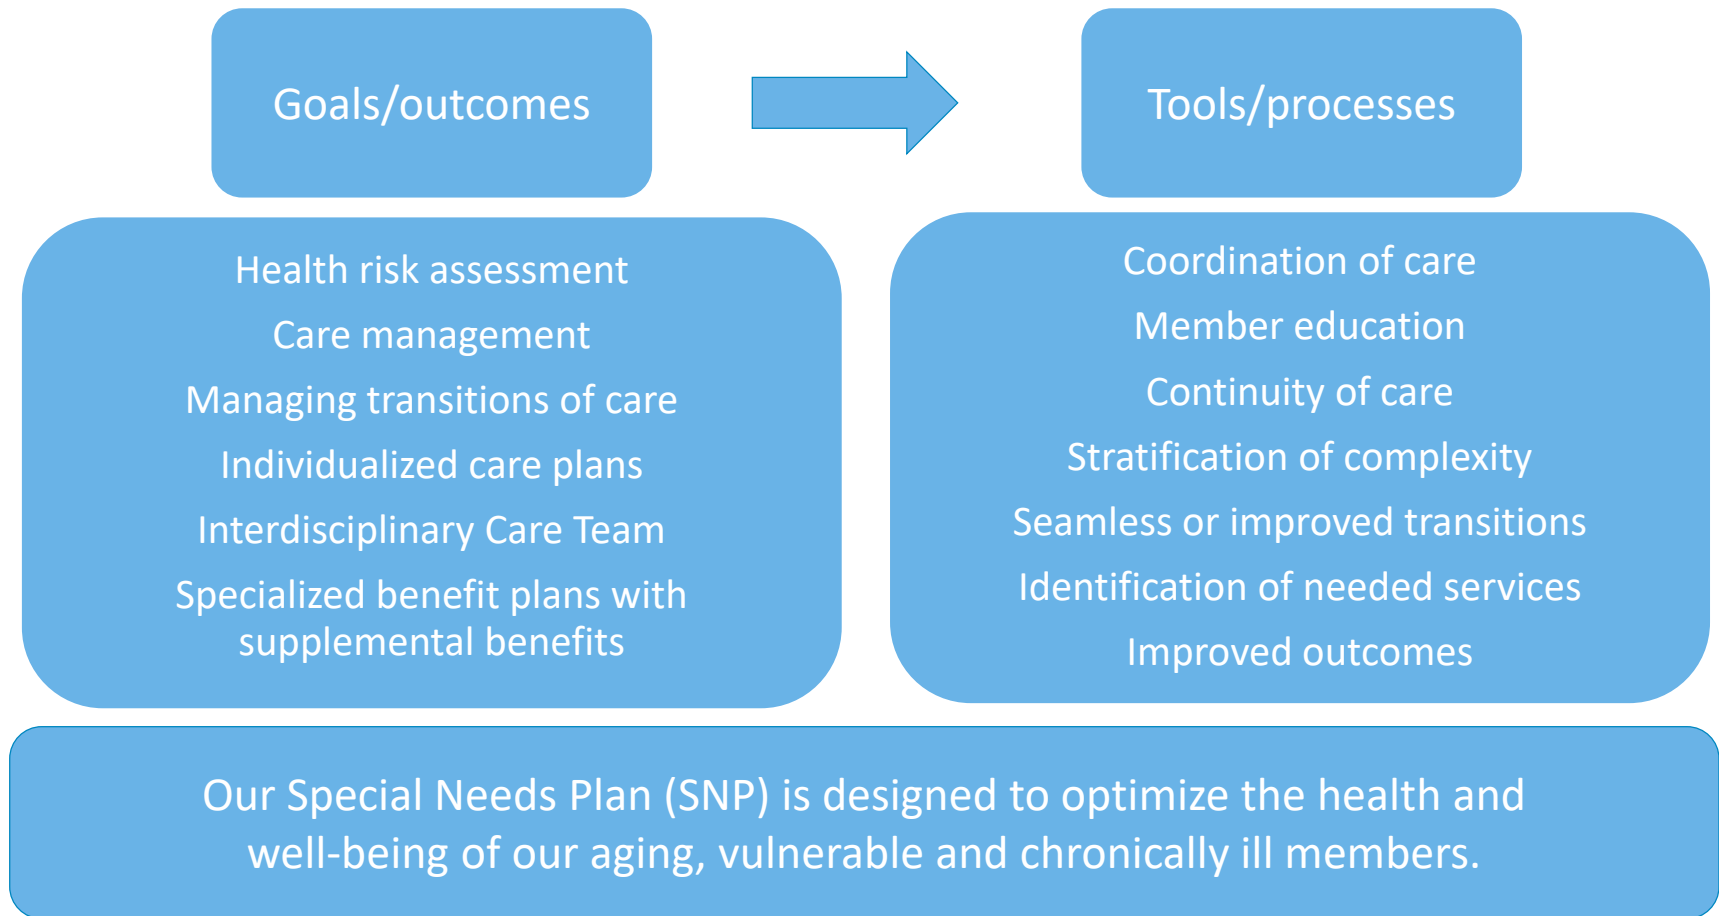 Goals/outcomes
Tools/processes
Health risk assessment
Care management
Managing transitions of care
Individualized care plans
Interdisciplinary Care Team
Specialized benefit plans with
supplemental benefits
Coordination of care
Member education
Continuity of care
Stratification of complexity
Seamless or improved transitions
Identification of needed services
Improved outcomes
Our Special Needs Plan (SNP) is designed to optimize the health and
well-being of our aging, vulnerable and chronically ill members.